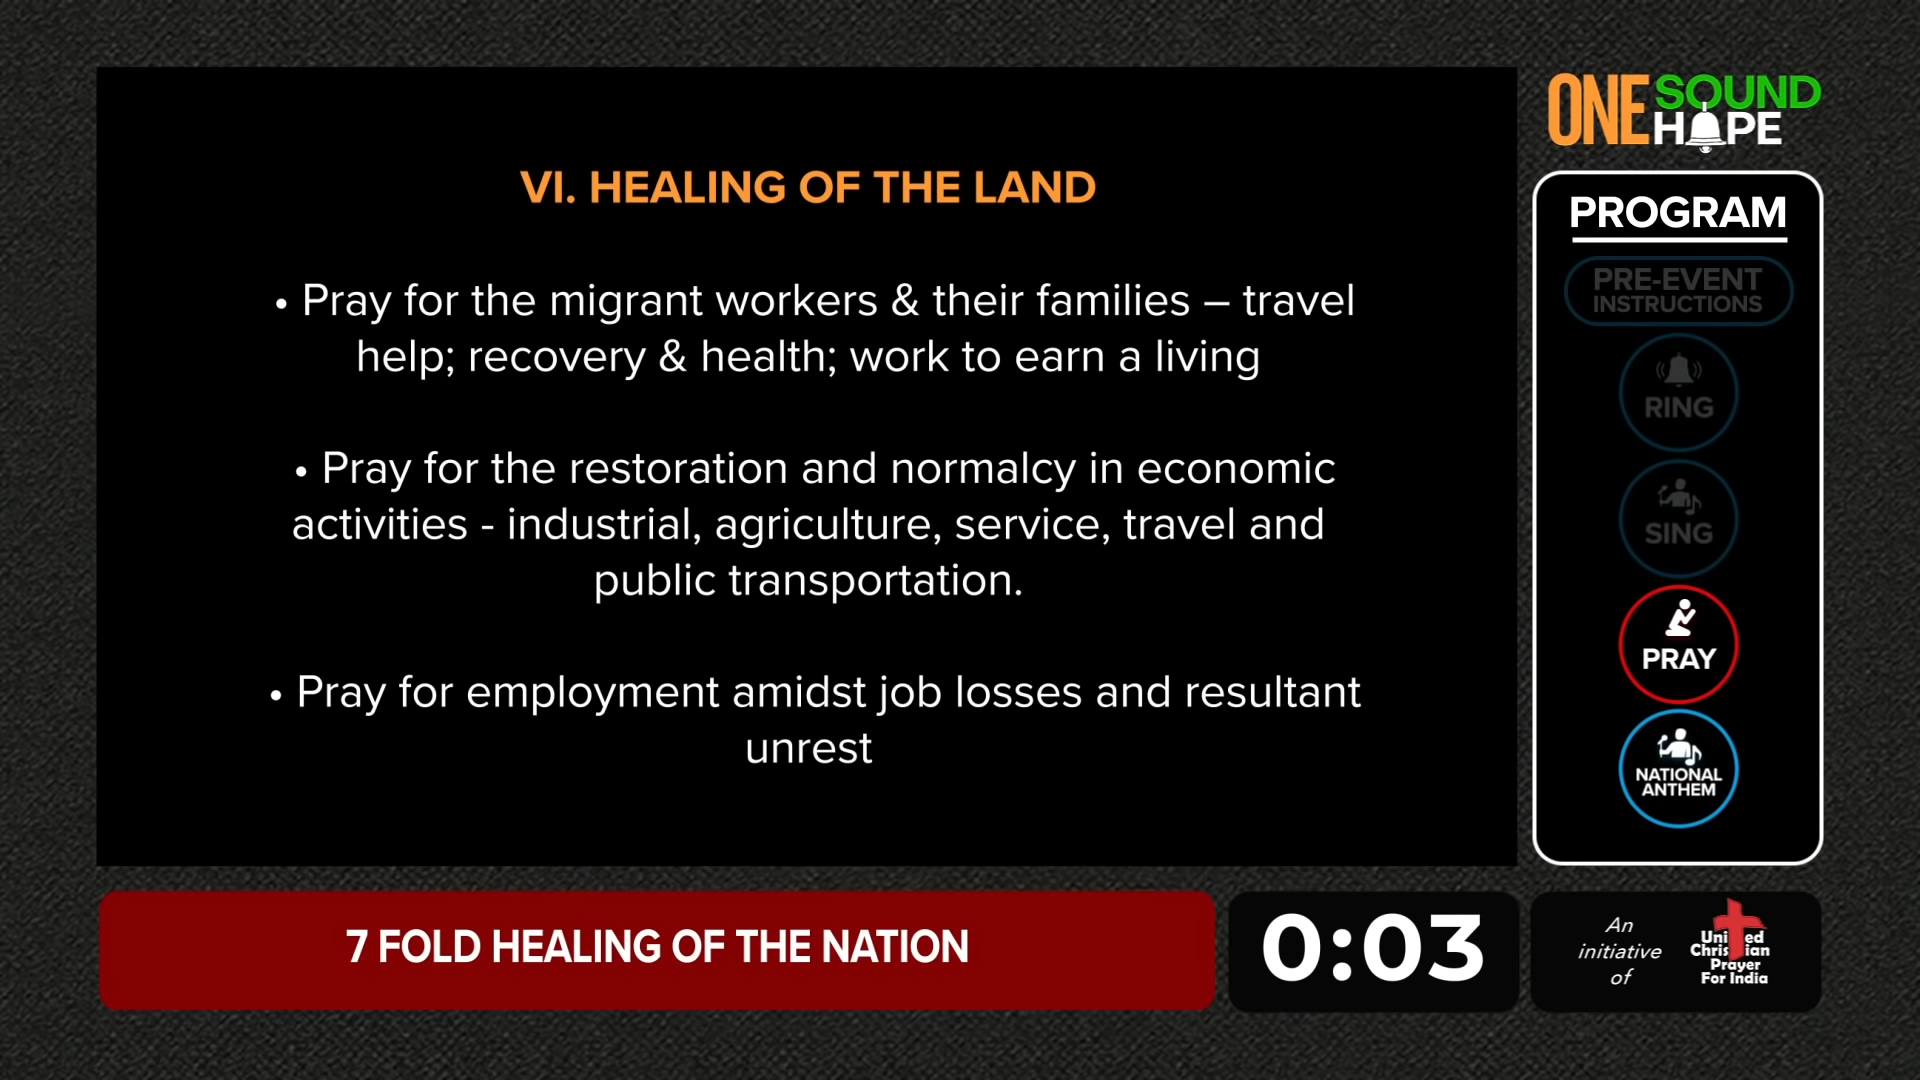 VI. HEALING OF THE LAND
• Pray for the migrant workers & their families – travel
help; recovery & health; work to earn a living
• Pray for the restoration and normalcy in economic
activities - industrial, agriculture, service, travel and
public transportation.
• Pray for employment amidst job losses and resultant
unrest
ONE SOUND
HOPE
PROGRAM
PRE-EVENT
INSTRUCTIONS
RING
SING
PRAY
NATIONAL
ANTHEM
7 FOLD HEALING OF THE NATION
0:03
An
initiative
of
United
Christian
Prayer
For India